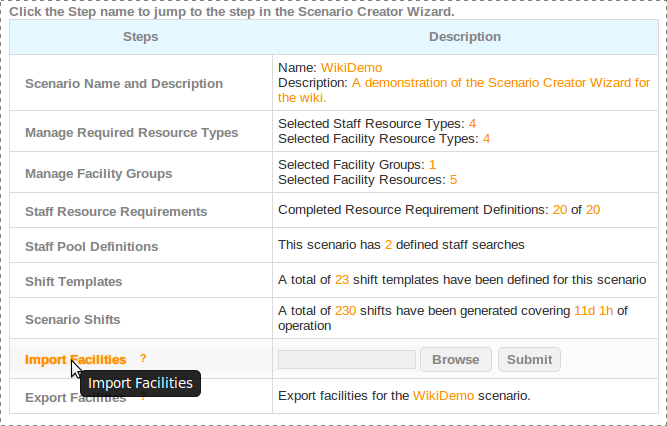 Click the Step name to jump to the step in the Scenario Creator Wizard.
Steps Description
Scenario Name and Description
Name: WikiDemo
Description: A demonstration of the Scenario Creator Wizard for
the wiki.
Manage Required Resource Types
Selected Staff Resource Types: 4
Selected Facility Resource Types: 4
Manage Facility Groups
Selected Facility Groups: 1
Selected Facility Resources: 5
Staff Resource Requirements
Completed Resource Requirement Definitions: 20 of 20
Staff Pool Definitions
This scenario has 2 defined staff searches
Shift Templates
A total of 23 shift templates have been defined for this scenario
Scenario Shifts
A total of 230 shifts have been generated covering 11d 1h of
operation
Import Facilities ?
Browse Submit
Import Facilities
Export Facilities ?
Export facilities for the WikiDemo scenario.